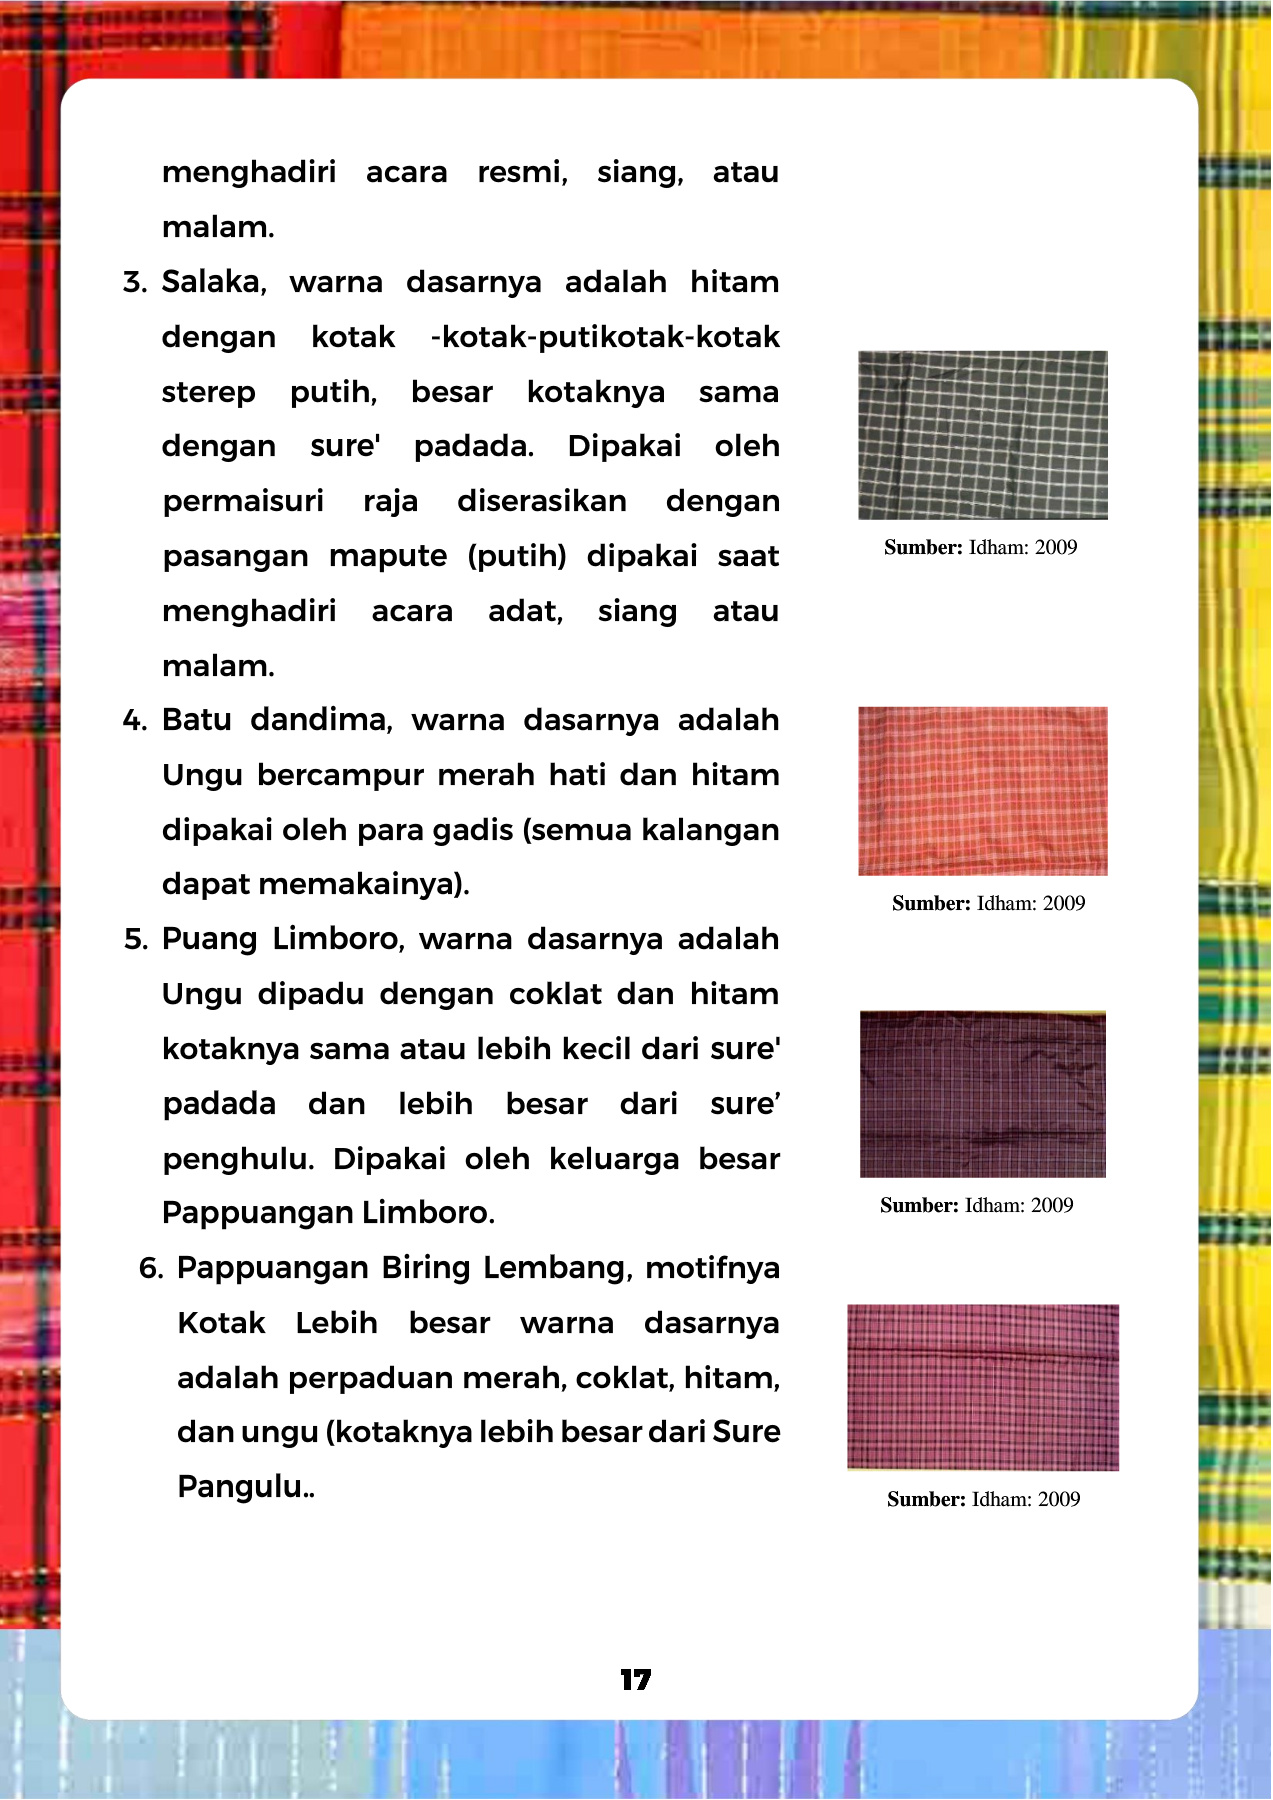 menghadiri acara resmi, siang, atau
malam.
3. Salaka, warna dasarnya adalah hitam
dengan kotak -kotak-putikotak-kotak
sterep putih, besar kotaknya sama
dengan sure' padada. Dipakai oleh
permaisuri raja diserasikan dengan
pasangan mapute (putih) dipakai saat
menghadiri acara adat, siang atau
malam.
Sumber: Idham: 2009
4. Batu dandima, warna dasarnya adalah
Ungu bercampur merah hati dan hitam
dipakai oleh para gadis (semua kalangan
dapat memakainya).
Sumber: Idham: 2009
5. Puang Limboro, warna dasarnya adalah
Ungu dipadu dengan coklat dan hitam
kotaknya sama atau lebih kecil dari sure'
padada dan lebih besar dari sure’
penghulu. Dipakai oleh keluarga besar
Pappuangan Limboro.
Sumber: Idham: 2009
6. Pappuangan Biring Lembang, motifnya
Kotak Lebih besar warna dasarnya
adalah perpaduan merah, coklat, hitam,
dan ungu (kotaknya lebih besar dari Sure
Pangulu..
Sumber: Idham: 2009
17